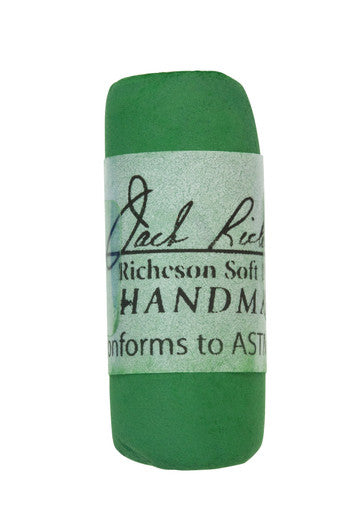 Jack Rich
Richeson Soft
HANDMA
onforms to AST